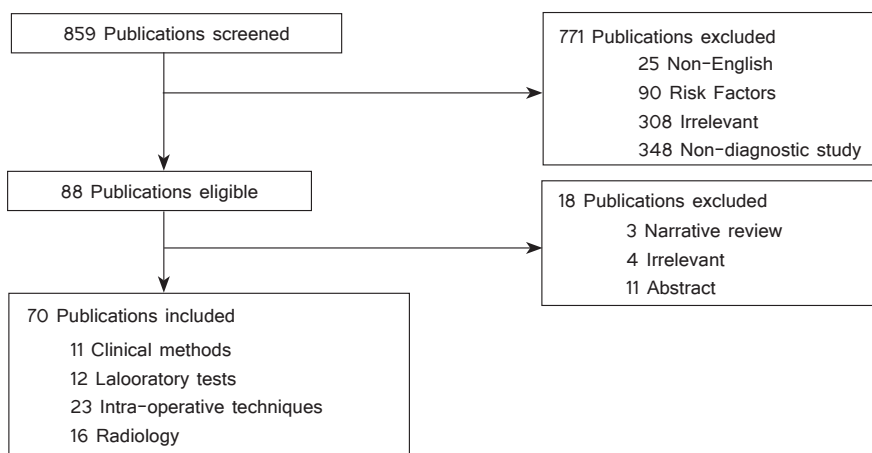 859 Publications screened
771 Publications excluded
25 Non-English
90 Risk Factors
308 Irrelevant
348 Non-diagnostic study
88 Publications eligible
18 Publications excluded
3 Narrative review
4 Irrelevant
11 Abstract
70 Publications included
11 Clinical methods
12 Lalooratory tests
23 Intra-operative techniques
16 Radiology